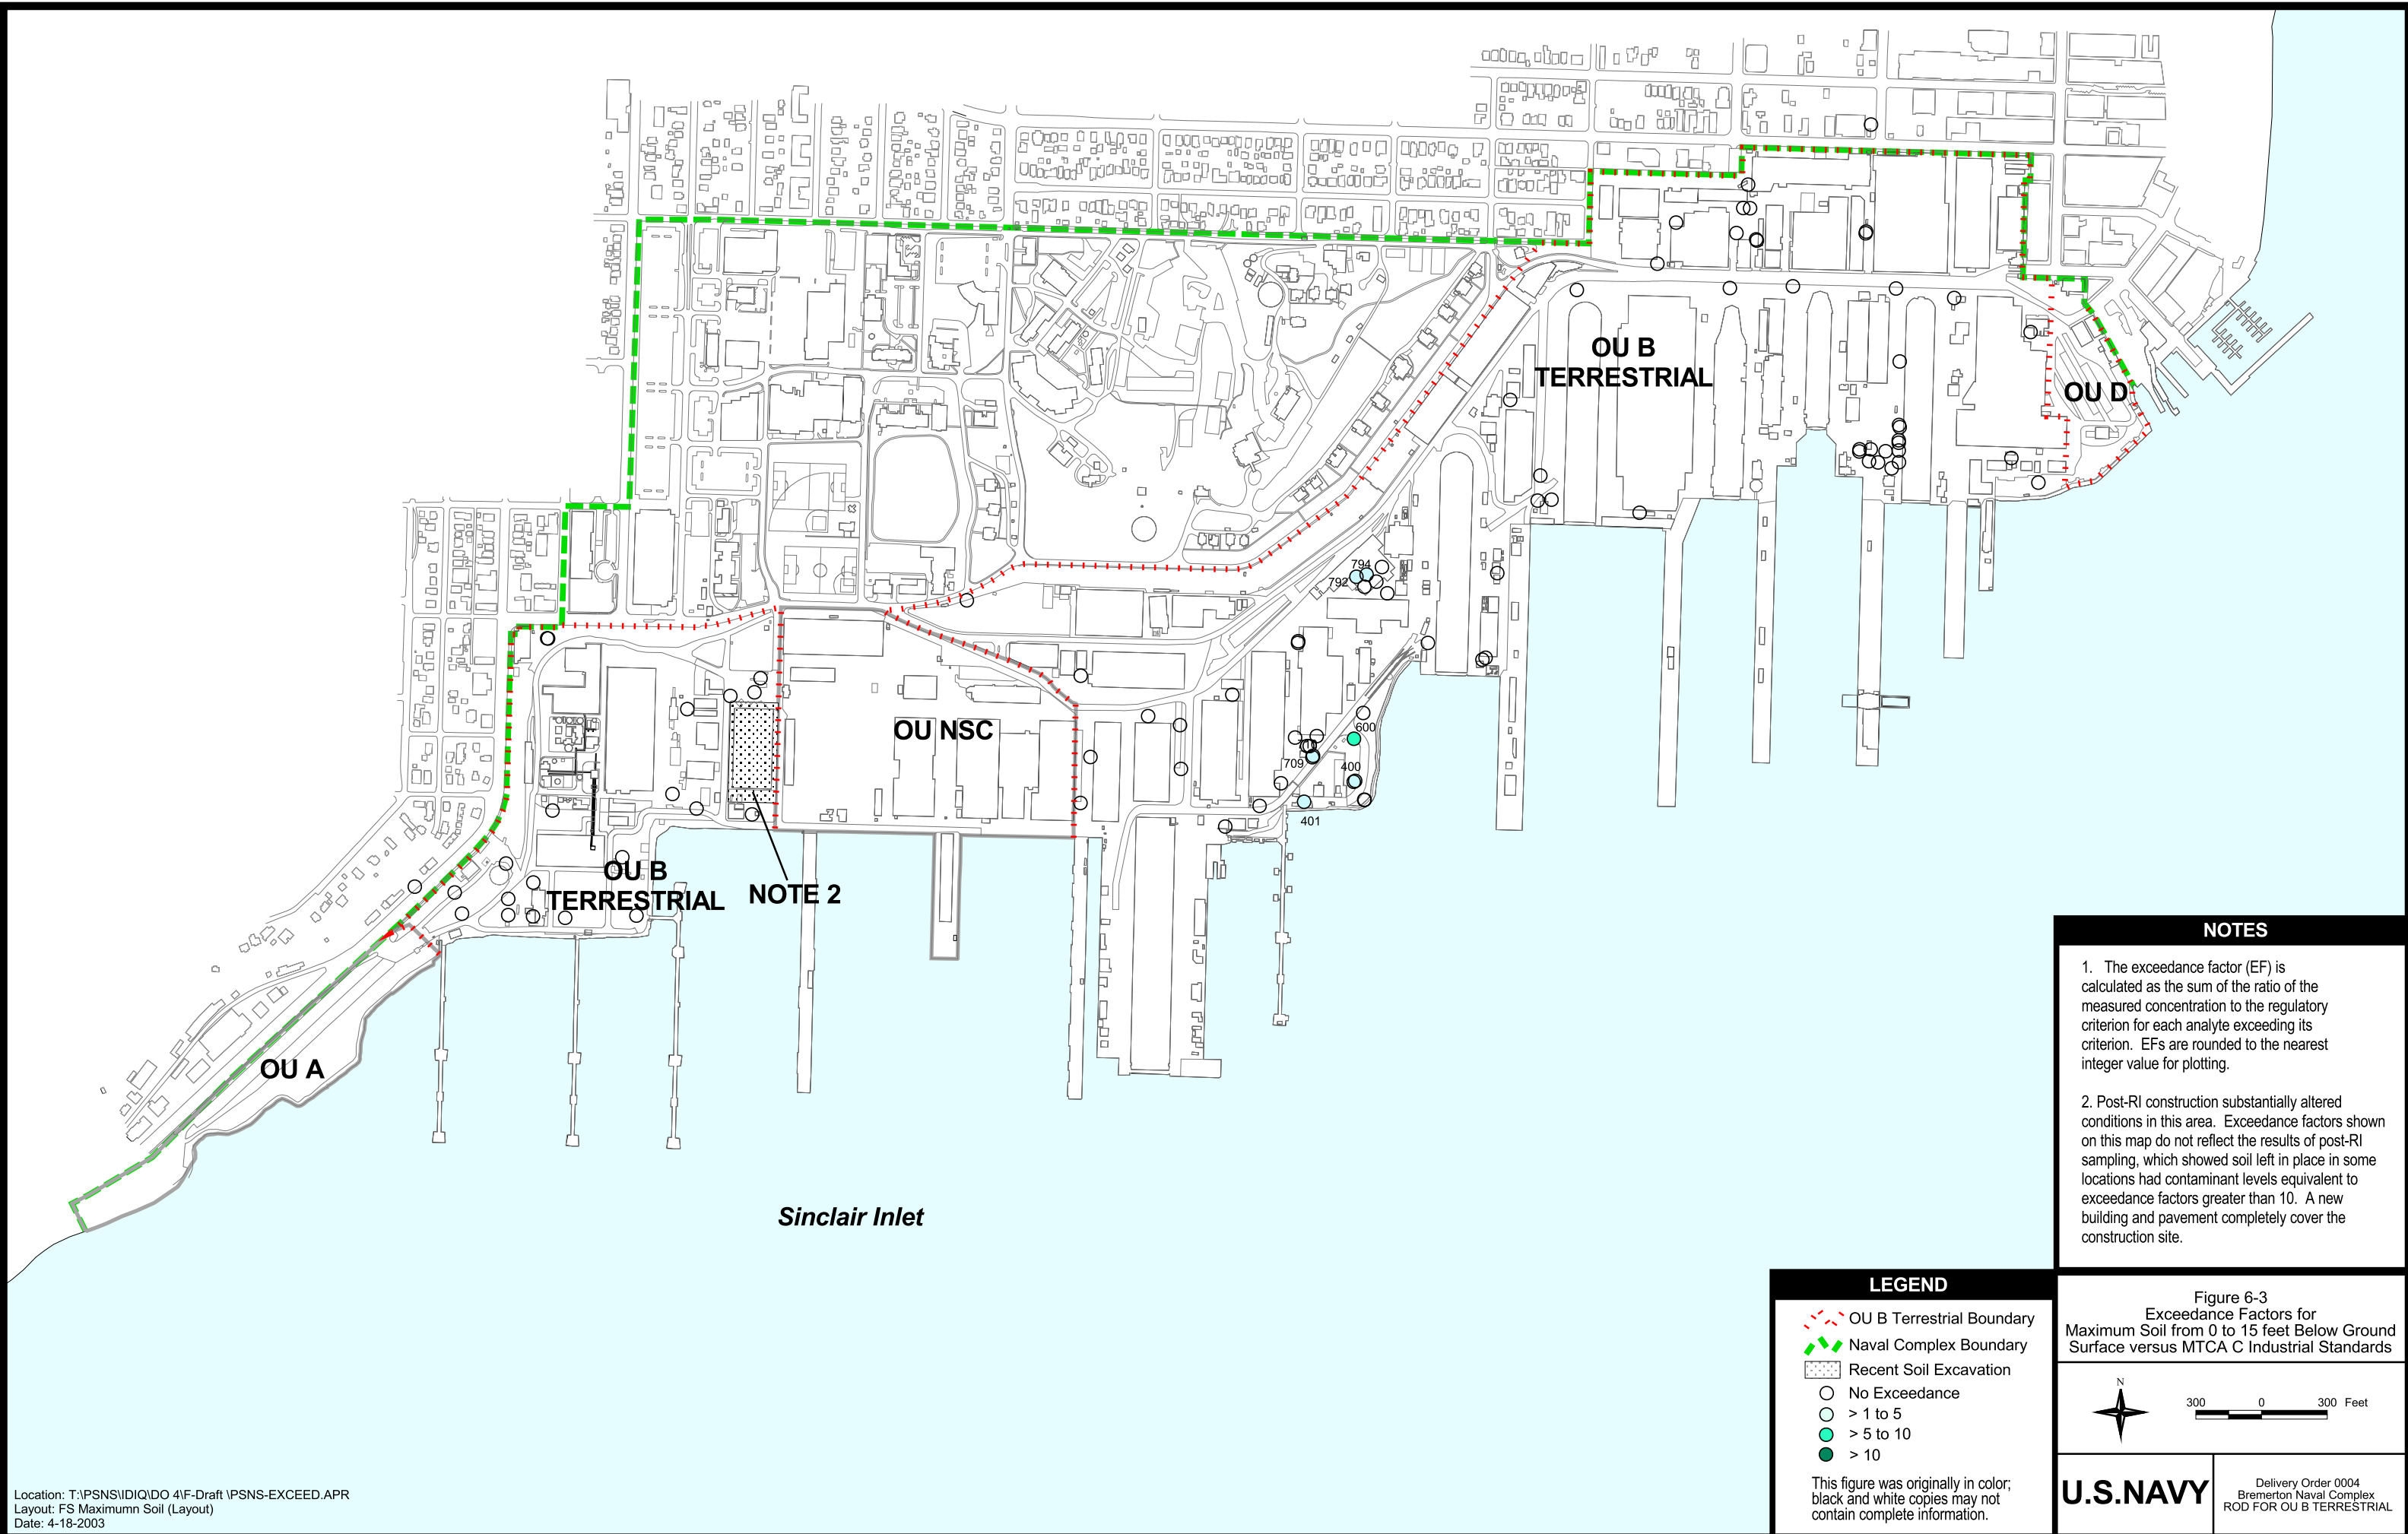 OU B
TERRESTRIAL
OU D
794
792
OU NSC
600
709
400
401
OU B
TERRESTRIAL
NOTE 2
OU A
Sinclair Inlet
NOTES
1. The exceedance factor (EF) is
calculated as the sum of the ratio of the
measured concentration to the regulatory
criterion for each analyte exceeding its
criterion. EFs are rounded to the nearest
integer value for plotting.
2. Post-RI construction substantially altered
conditions in this area. Exceedance factors shown
on this map do not reflect the results of post-RI
sampling, which showed soil left in place in some
locations had contaminant levels equivalent to
exceedance factors greater than 10. A new
building and pavement completely cover the
construction site.
LEGEND
OU B Terrestrial Boundary
Naval Complex Boundary
Recent Soil Excavation
No Exceedance
> 1 to 5
> 5 to 10
> 10
This figure was originally in color;
black and white copies may not
contain complete information.
Figure 6-3
Exceedance Factors for
Maximum Soil from 0 to 15 feet Below Ground
Surface versus MTCA C Industrial Standards
N
300 0 300 Feet
U.S.NAVY
Delivery Order 0004
Bremerton Naval Complex
ROD FOR OU B TERRESTRIAL
Location: T:\PSNS\IDIQ\DO 4\F-Draft \PSNS-EXCEED.APR
Layout: FS Maximumn Soil (Layout)
Date: 4-18-2003